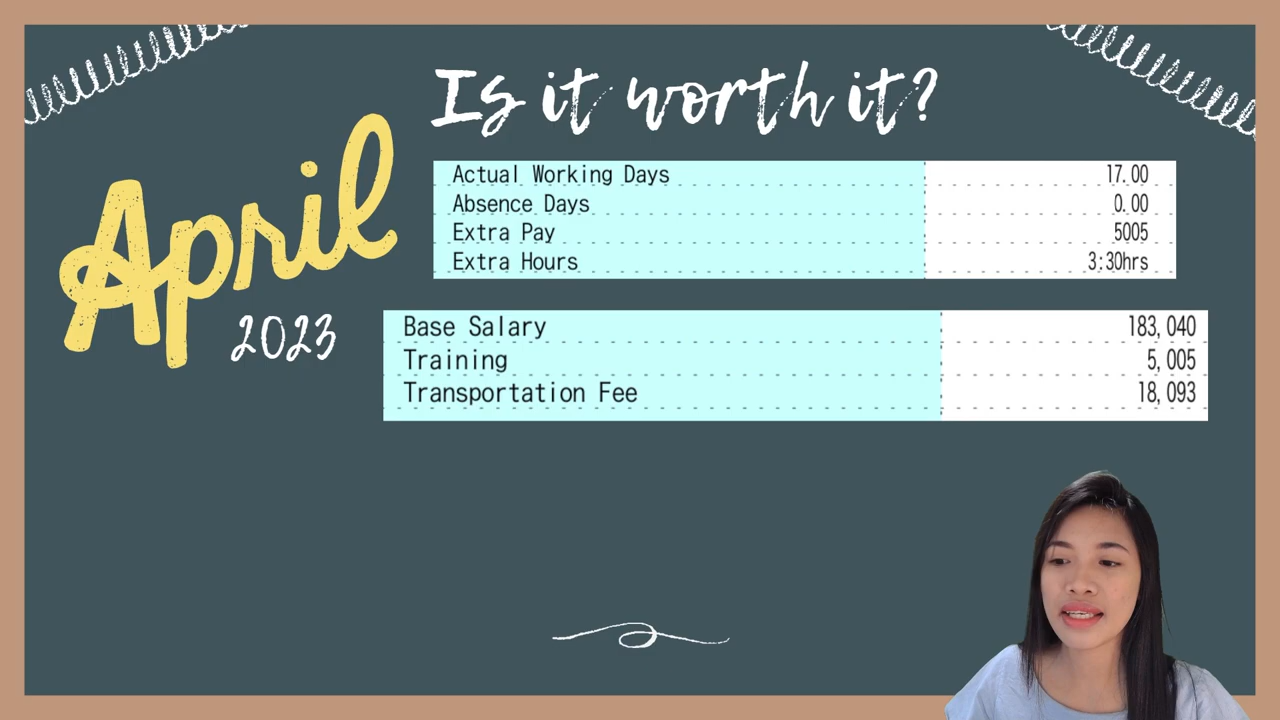 Is it worth it?
April
2023
Actual Working Days 17.00
Absence Days 0.00
Extra Pay 5005
Extra Hours 3:30hrs
Base Salary 183,040
Training 5,005
Transportation Fee 18,093